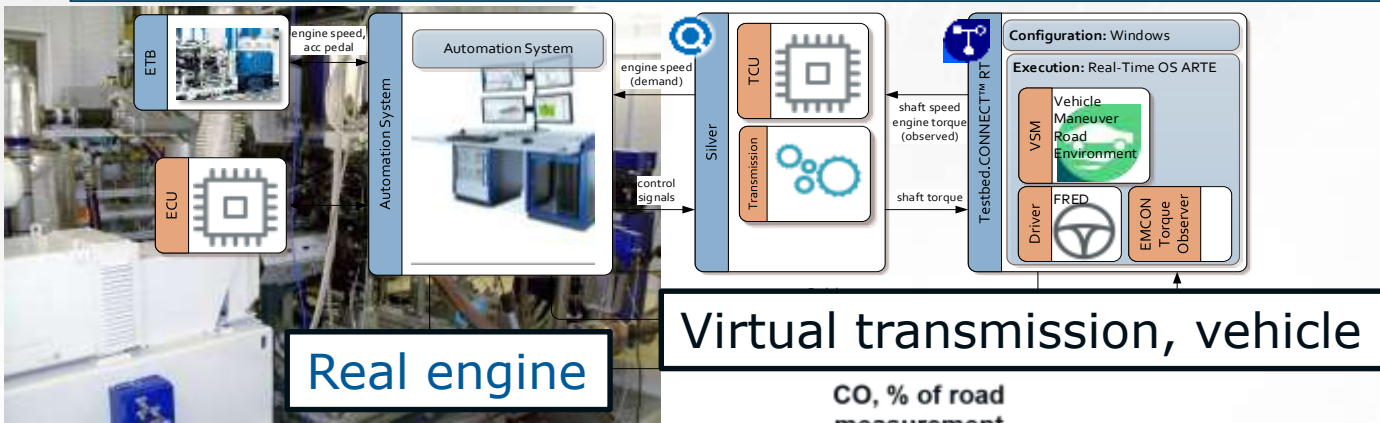 ETB
engine speed,
acc pedal
ECU
Automation System
Automation System
engine speed
(demand)
control
signals
Silver
TCU
Transmission
shaft speed
engine torque
(observed)
shaft torque
Testbed.CONNECT™ RT
Configuration: Windows
Execution: Real-Time OS ARTE
VSM
Vehicle
Maneuver
Road
Environment
Driver
FRED
EMCON
Torque
Observer
Real engine
Virtual transmission, vehicle
CO, % of road
measurement